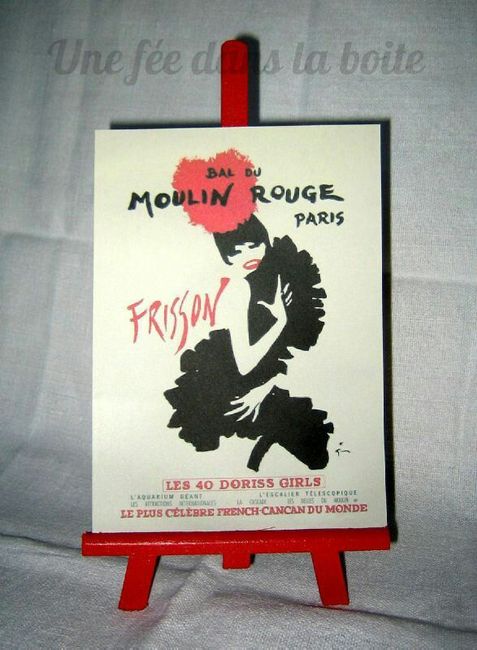 Une fée dans la boite
BAL DU
MOULIN ROUGE
PARIS
FRISSON
LES 40 DORISS GIRLS
L'AQUARIUM GEANT L'ESCALIER TÉLESCOPIQUE
LES ATTRACTIONS INTERNATIONALES LA CASCADE LES BELLES DU MOULIN
LE PLUS CÉLÈBRE FRENCH-CANCAN DU MONDE